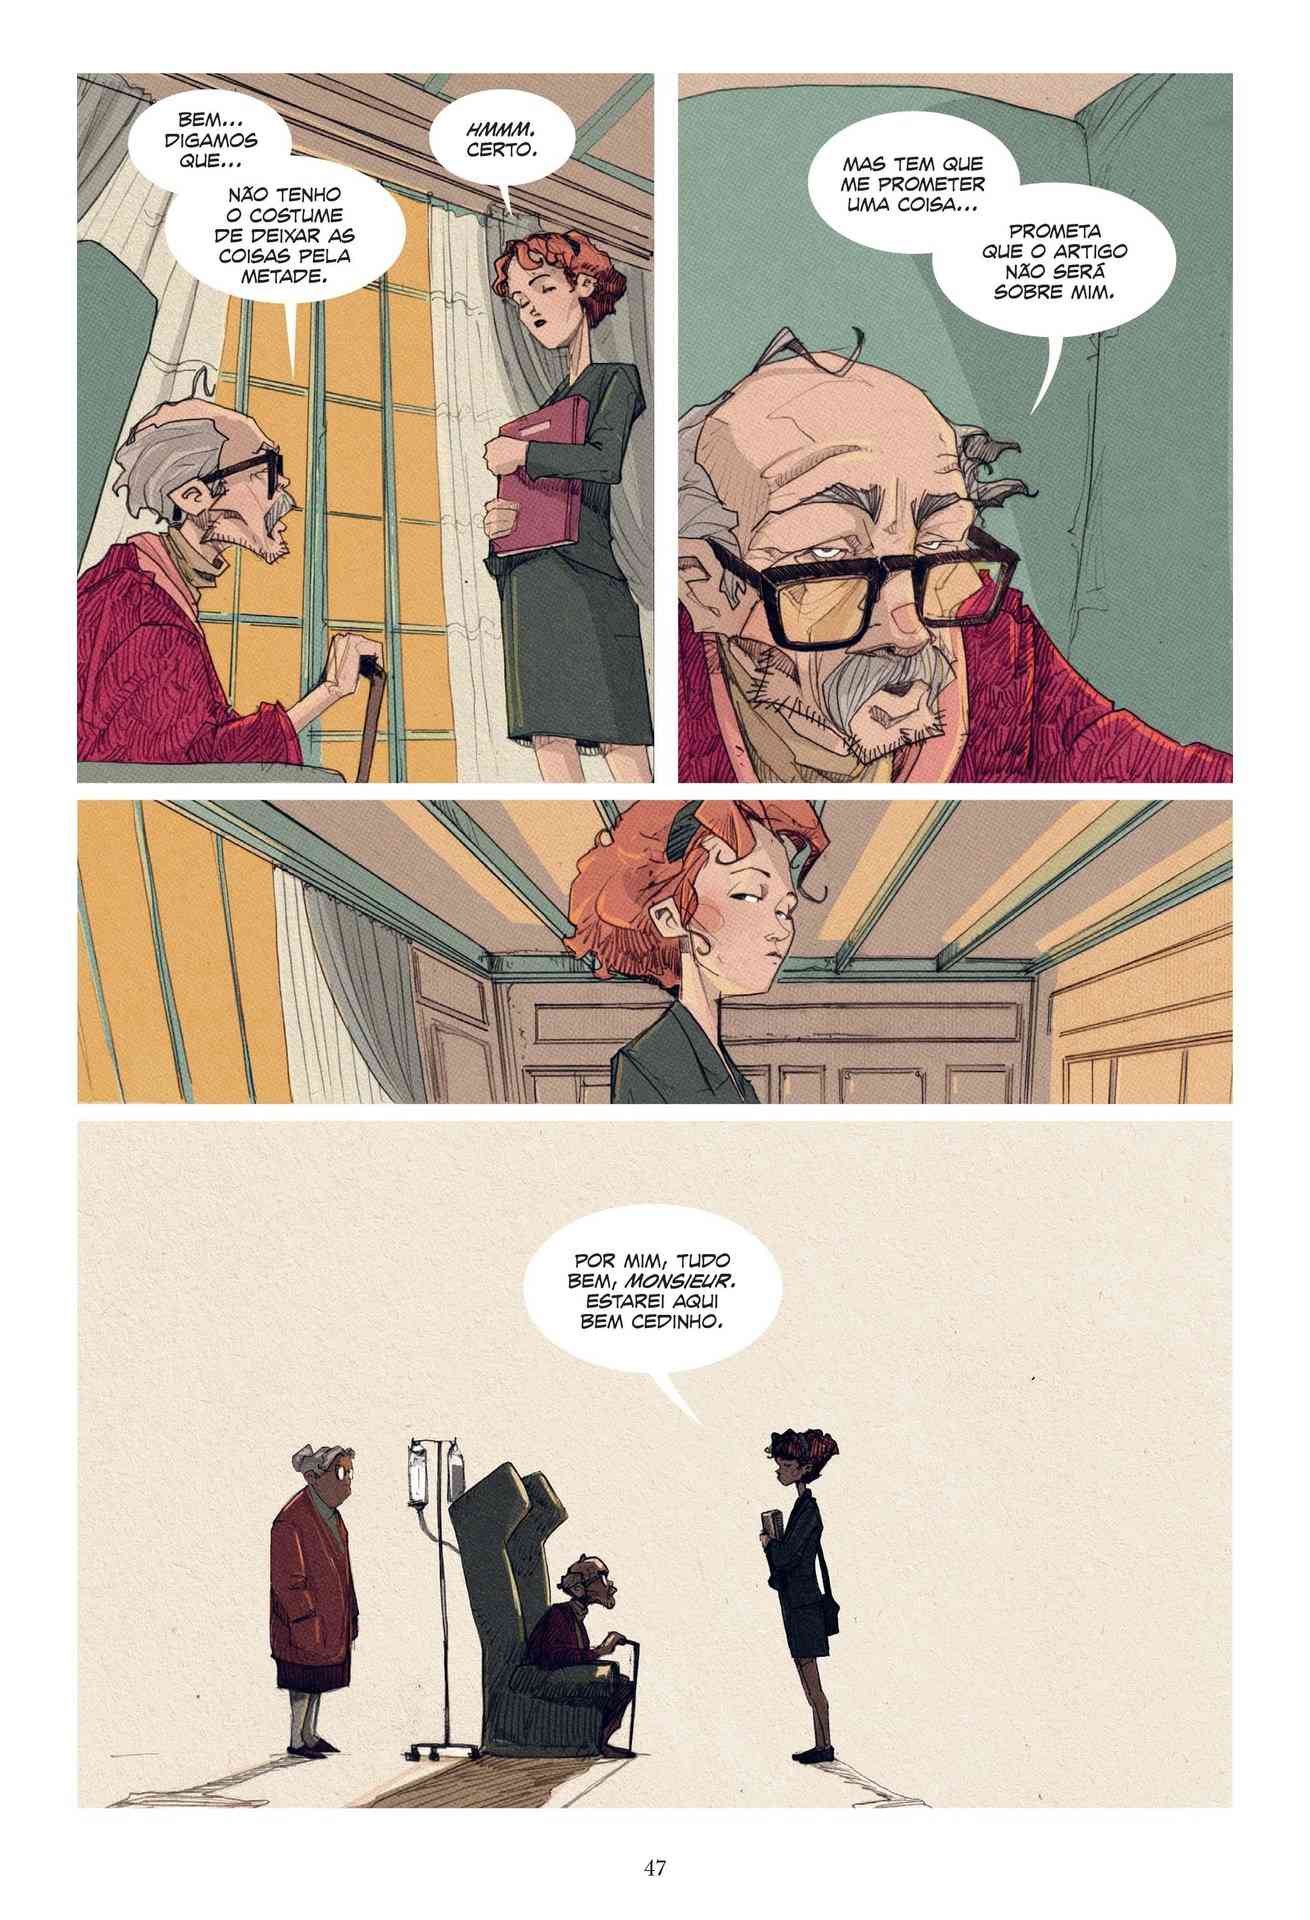 BEM...
DIGAMOS
QUE...
NÃO TENHO
O COSTUME
DE DEIXAR AS
COISAS PELA
METADE.
HMMM.
CERTO.
MAS TEM QUE
ME PROMETER
UMA COISA...
PROMETA
QUE O ARTIGO
NÃO SERÁ
SOBRE MIM.
POR MIM, TUDO
BEM, MONSIEUR.
ESTAREI AQUI
BEM CEDINHO.
47